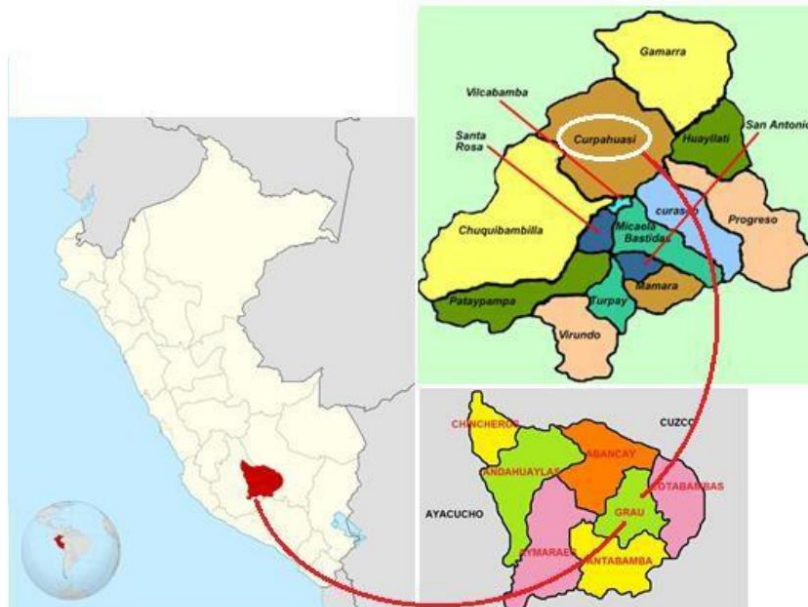 Gamarra
Vilcabamba
San Antonio
Santa
Rosa
Curpahuasi
Huayllati
curasco
Progreso
Chuquibambilla
Micaela
Bastidas
Mamara
Pataypampa
Turpay
Virundo
CHINCHEROS
CUZCO
ABANCAY
ANDAHUAYLAS
COTABAMBAS
GRAU
AYACUCHO
AYMARAES
ANTABAMBA